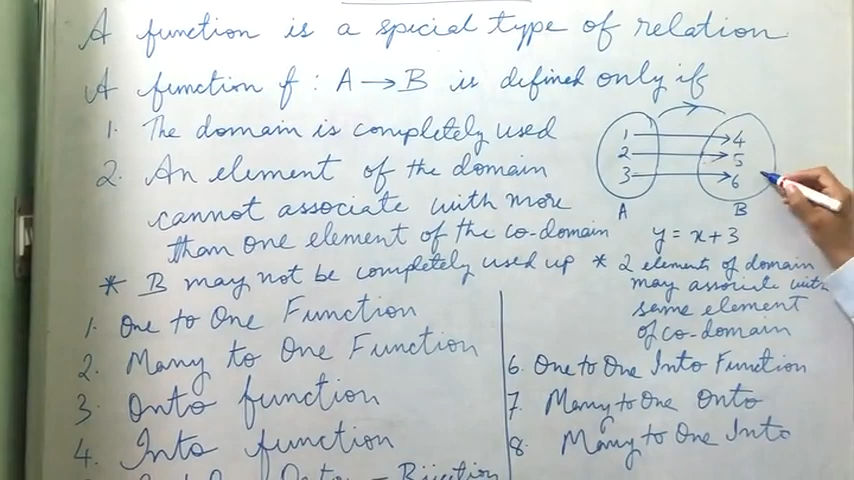 A function is a special type of relation
A function f : A → B is defined only if
1. The domain is completely used
2. An element of the domain
cannot associate with more
than one element of the co-domain
1 → 4
2 → 5
3 → 6
A B
y = x + 3
* B may not be completely used up
* 2 elements of domain
may associate with
same element
of co-domain
1. One to One Function
2. Many to One Function
3. Onto function
4. Into function
Onto - Bijection
6. One to One Into Function
7. Many to One Onto
8. Many to One Into